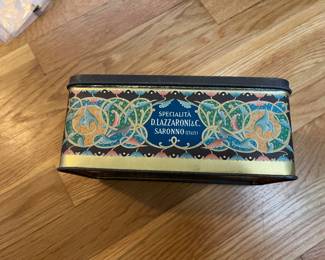 SPECIALITÀ
D. LAZZARONI & C.
SARONNO (ITALY)